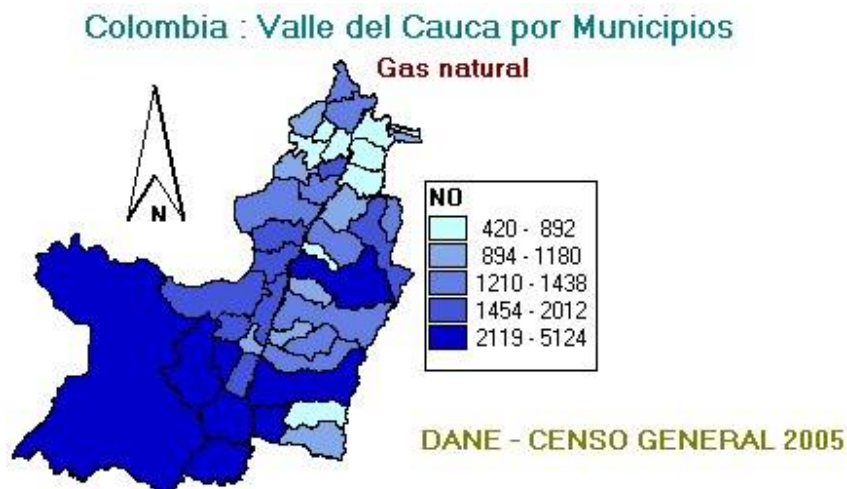 Colombia : Valle del Cauca por Municipios
Gas natural
N
NO
420 - 892
894 - 1180
1210 - 1438
1454 - 2012
2119 - 5124
DANE - CENSO GENERAL 2005